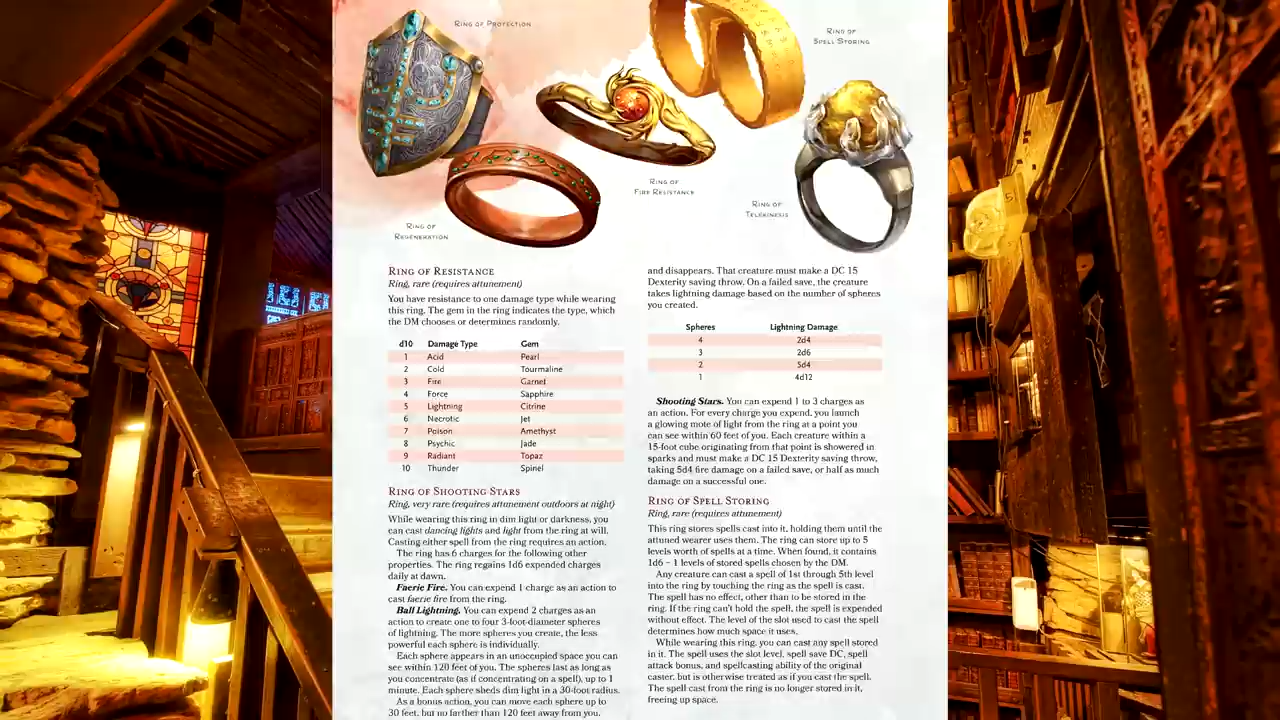 Ring of Protection
Ring of
Spell Storing
Ring of
Fire Resistance
Ring of
Telekinesis
Ring of
Regeneration
Ring of Resistance
Ring, rare (requires attunement)
You have resistance to one damage type while wearing
this ring. The gem in the ring indicates the type, which
the DM chooses or determines randomly.
d10 Damage Type Gem
1 Acid Pearl
2 Cold Tourmaline
3 Fire Garnet
4 Force Sapphire
5 Lightning Citrine
6 Necrotic Jet
7 Poison Amethyst
8 Psychic Jade
9 Radiant Topaz
10 Thunder Spinel
Ring of Shooting Stars
Ring, very rare (requires attunement outdoors at night)
While wearing this ring in dim light or darkness, you
can cast dancing lights and light from the ring at will.
Casting either spell from the ring requires an action.
The ring has 6 charges for the following other
properties. The ring regains 1d6 expended charges
daily at dawn.
Faerie Fire. You can expend 1 charge as an action to
cast faerie fire from the ring.
Ball Lightning. You can expend 2 charges as an
action to create one to four 3-foot-diameter spheres
of lightning. The more spheres you create, the less
powerful each sphere is individually.
Each sphere appears in an unoccupied space you can
see within 120 feet of you. The spheres last as long as
you concentrate (as if concentrating on a spell), up to 1
minute. Each sphere sheds dim light in a 30-foot radius.
As a bonus action, you can move each sphere up to
30 feet, but no farther than 120 feet away from you.
and disappears. That creature must make a DC 15
Dexterity saving throw. On a failed save, the creature
takes lightning damage based on the number of spheres
you created.
Spheres Lightning Damage
4 2d4
3 2d6
2 5d4
1 4d12
Shooting Stars. You can expend 1 to 3 charges as
an action. For every charge you expend, you launch
a glowing mote of light from the ring at a point you
can see within 60 feet of you. Each creature within a
15-foot cube originating from that point is showered in
sparks and must make a DC 15 Dexterity saving throw,
taking 5d4 fire damage on a failed save, or half as much
damage on a successful one.
Ring of Spell Storing
Ring, rare (requires attunement)
This ring stores spells cast into it, holding them until the
attuned wearer uses them. The ring can store up to 5
levels worth of spells at a time. When found, it contains
1d6 − 1 levels of stored spells chosen by the DM.
Any creature can cast a spell of 1st through 5th level
into the ring by touching the ring as the spell is cast.
The spell has no effect, other than to be stored in the
ring. If the ring can't hold the spell, the spell is expended
without effect. The level of the slot used to cast the spell
determines how much space it uses.
While wearing this ring, you can cast any spell stored
in it. The spell uses the slot level, spell save DC, spell
attack bonus, and spellcasting ability of the original
caster, but is otherwise treated as if you cast the spell.
The spell cast from the ring is no longer stored in it,
freeing up space.